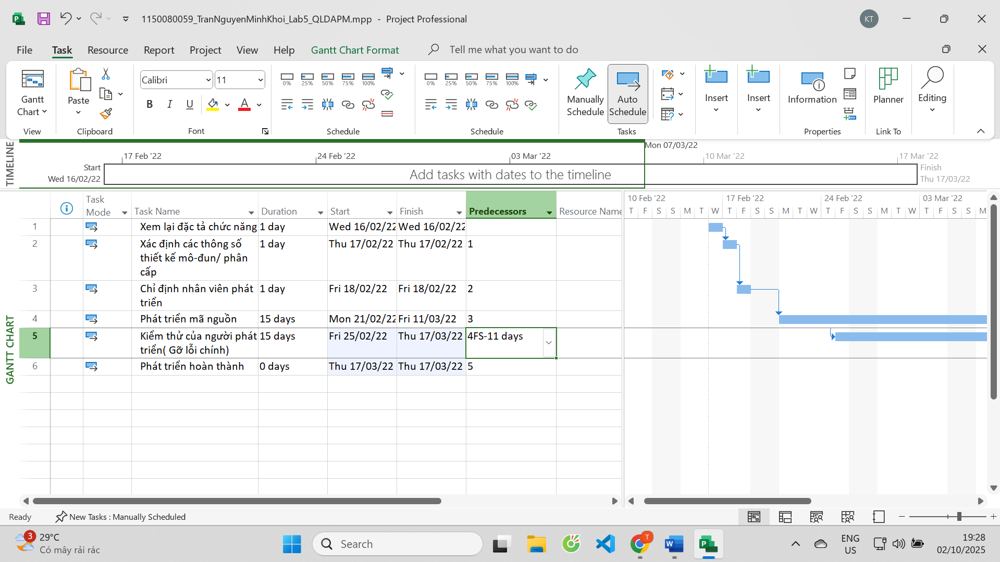 1150080059_TranNguyenMinhKhoi_Lab5_QLDAPM.mpp - Project Professional
KT
File Task Resource Report Project View Help Gantt Chart Format Tell me what you want to do
Gantt Chart
Paste
Calibri 11
B I U A
0% 25% 50% 75% 100%
0% 25% 50% 75% 100%
Manually Schedule
Auto Schedule
Insert
Insert
Information
Planner
Editing
View Clipboard Font Schedule Schedule Tasks Properties Link To
TIMELINE
Mon 07/03/22
17 Feb '22 24 Feb '22 03 Mar '22 10 Mar '22 17 Mar '22
Start
Wed 16/02/22
Add tasks with dates to the timeline
Finish
Thu 17/03/22
GANTT CHART
Task Mode Task Name Duration Start Finish Predecessors Resource Name
10 Feb '22 17 Feb '22 24 Feb '22 03 Mar '22
T F S S M T W T F S S M T W T F S S M T W T F S S M
1 Xem lại đặc tả chức năng 1 day Wed 16/02/22 Wed 16/02/22
2 Xác định các thông số 1 day Thu 17/02/22 Thu 17/02/22 1
thiết kế mô-đun/ phân
cấp
3 Chỉ định nhân viên phát 1 day Fri 18/02/22 Fri 18/02/22 2
triển
4 Phát triển mã nguồn 15 days Mon 21/02/22 Fri 11/03/22 3
5 Kiểm thử của người phát 15 days Fri 25/02/22 Thu 17/03/22 4FS-11 days
triển( Gỡ lỗi chính)
6 Phát triển hoàn thành 0 days Thu 17/03/22 Thu 17/03/22 5
Ready New Tasks : Manually Scheduled
3 29°C
Có mây rải rác
Search
T
ENG
US
19:28
02/10/2025